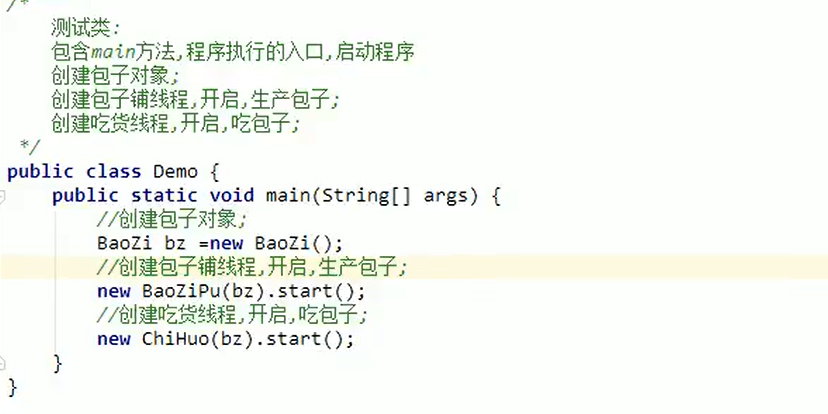 /*
    测试类:
    包含main方法,程序执行的入口,启动程序
    创建包子对象;
    创建包子铺线程,开启,生产包子;
    创建吃货线程,开启,吃包子;
 */
public class Demo {
    public static void main(String[] args) {
        //创建包子对象;
        BaoZi bz =new BaoZi();
        //创建包子铺线程,开启,生产包子;
        new BaoZiPu(bz).start();
        //创建吃货线程,开启,吃包子;
        new ChiHuo(bz).start();
    }
}